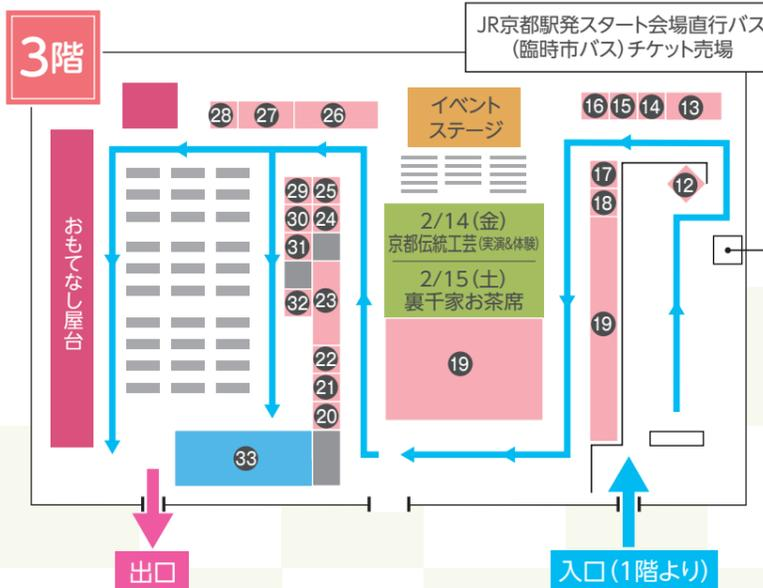 3階
JR京都駅発スタート会場直行バス
(臨時市バス)チケット売場
28 27 26
イベント
ステージ
16 15 14 13
17
18
12
29 25
30 24
31
32 23
22
21
20
おもてなし屋台
2/14(金)
京都伝統工芸(実演&体験)
2/15(土)
裏千家お茶席
19
19
33
出口
入口(1階より)